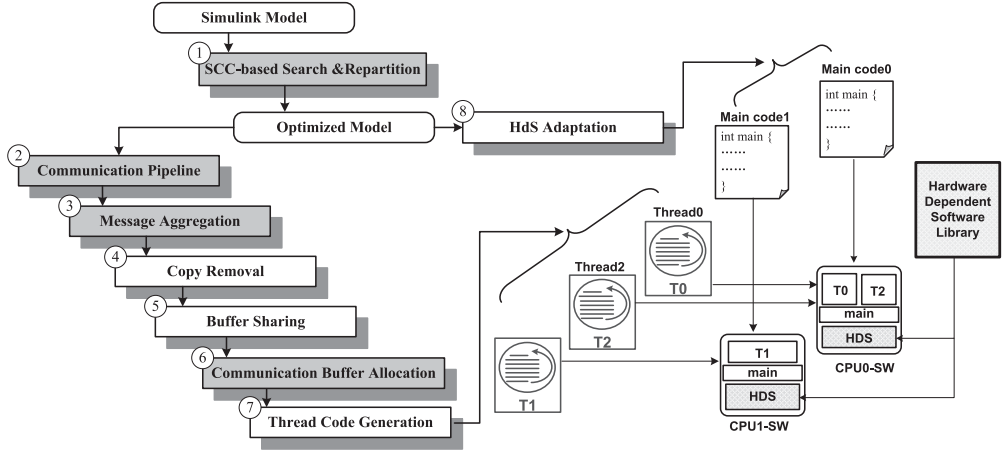 Simulink Model
1
SCC-based Search &Repartition
Optimized Model
8
HdS Adaptation
2
Communication Pipeline
3
Message Aggregation
4
Copy Removal
5
Buffer Sharing
6
Communication Buffer Allocation
7
Thread Code Generation
Main code0
int main {
......
......
}
Main code1
int main {
......
......
}
Hardware
Dependent
Software
Library
Thread0
T0
Thread2
T2
T1
T0
T2
main
HDS
CPU0-SW
T1
main
HDS
CPU1-SW